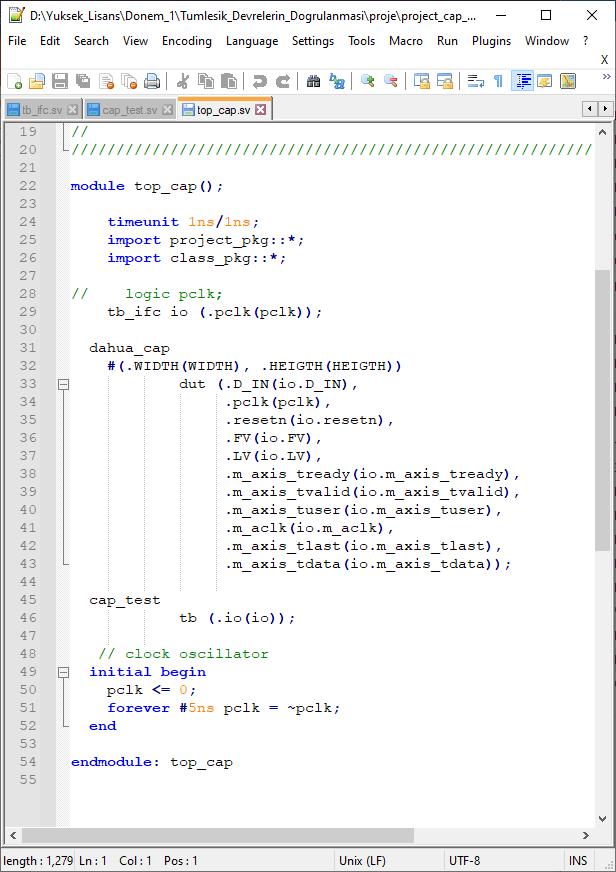 D:\Yuksek_Lisans\Donem_1\Tumlesik_Devrelerin_Dogrulanmasi\proje\project_cap_...
File Edit Search View Encoding Language Settings Tools Macro Run Plugins Window ?
X
tb_ifc.sv cap_test.sv top_cap.sv
19 //
20 //////////////////////////////////////////////////////////
21
22 module top_cap();
23
24 timeunit 1ns/1ns;
25 import project_pkg::*;
26 import class_pkg::*;
27
28 // logic pclk;
29 tb_ifc io (.pclk(pclk));
30
31 dahua_cap
32 #(.WIDTH(WIDTH), .HEIGTH(HEIGTH))
33 dut (.D_IN(io.D_IN),
34 .pclk(pclk),
35 .resetn(io.resetn),
36 .FV(io.FV),
37 .LV(io.LV),
38 .m_axis_tready(io.m_axis_tready),
39 .m_axis_tvalid(io.m_axis_tvalid),
40 .m_axis_tuser(io.m_axis_tuser),
41 .m_aclk(io.m_aclk),
42 .m_axis_tlast(io.m_axis_tlast),
43 .m_axis_tdata(io.m_axis_tdata));
44
45 cap_test
46 tb (.io(io));
47
48 // clock oscillator
49 initial begin
50 pclk <= 0;
51 forever #5ns pclk = ~pclk;
52 end
53
54 endmodule: top_cap
55
length : 1,279 Ln : 1 Col : 1 Pos : 1 Unix (LF) UTF-8 INS